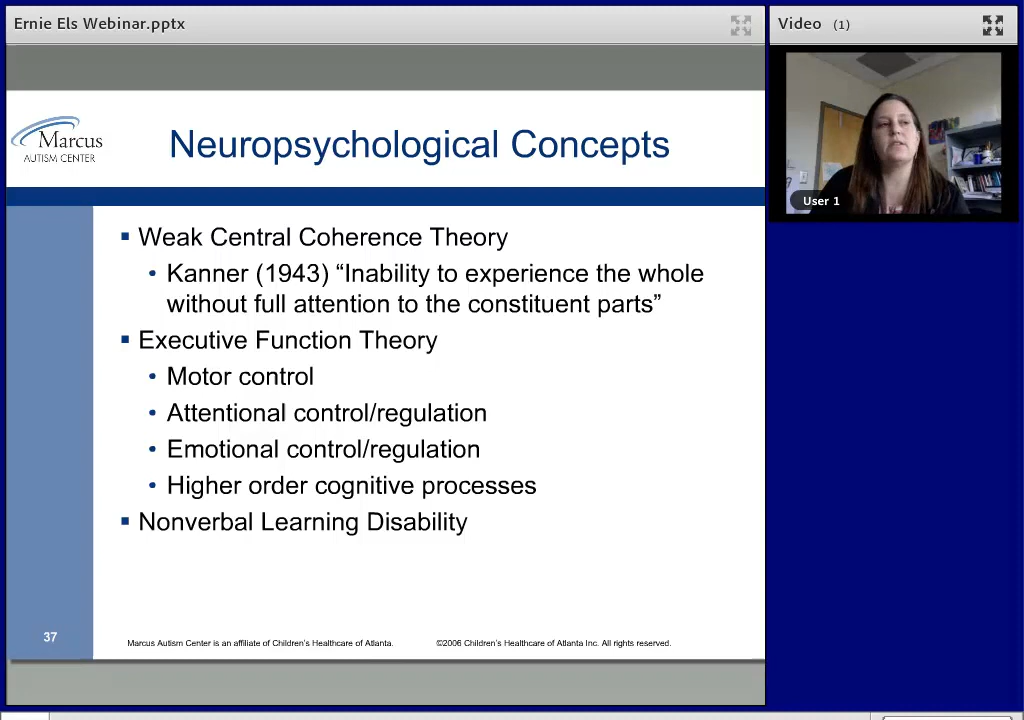 Ernie Els Webinar.pptx
Video (1)
Marcus
AUTISM CENTER
Neuropsychological Concepts
User 1
▪ Weak Central Coherence Theory
• Kanner (1943) “Inability to experience the whole
without full attention to the constituent parts”
▪ Executive Function Theory
• Motor control
• Attentional control/regulation
• Emotional control/regulation
• Higher order cognitive processes
▪ Nonverbal Learning Disability
37
Marcus Autism Center is an affiliate of Children's Healthcare of Atlanta.
©2006 Children's Healthcare of Atlanta Inc. All rights reserved.